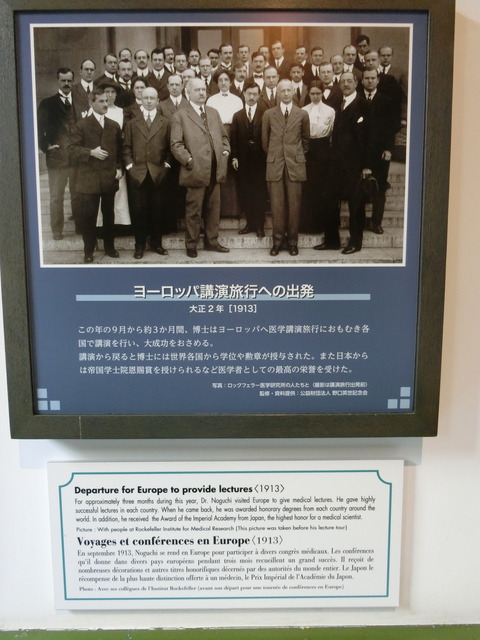 ヨーロッパ講演旅行への出発
大正2年［1913］
この年の9月から約3か月間、博士はヨーロッパへ医学講演旅行におもむき各
国で講演を行い、大成功をおさめる。
講演から戻ると博士には世界各国から学位や勲章が授与された。また日本から
は帝国学士院恩賜賞を授けられるなど医学者としての最高の栄誉を受けた。
写真：ロックフェラー医学研究所の人たちと（撮影は講演旅行出発前）
監修・資料提供：公益財団法人 野口英世記念会
Departure for Europe to provide lectures〈1913〉
For approximately three months during this year, Dr. Noguchi visited Europe to give medical lectures. He gave highly
successful lectures in each country. When he came back, he was awarded honorary degrees from each country around the
world. In addition, he received the Award of the Imperial Academy from Japan, the highest honor for a medical scientist.
Picture : With people at Rockefeller Institute for Medical Research (This picture was taken before his lecture tour)
Voyages et conférences en Europe〈1913〉
En septembre 1913, Noguchi se rend en Europe pour participer à divers congrès médicaux. Les conférences
qu'il donne dans divers pays européens pendant trois mois recueillent un grand succès. Il reçoit de
nombreuses décorations et autres titres honorifiques décernés par des autorités du monde entier. Le Japon le
récompense de la plus haute distinction offerte à un médecin, le Prix Impérial de l'Académie du Japon.
Photo : Avec ses collègues de l'Institut Rockefeller (avant son départ pour une tournée de conférences en Europe)